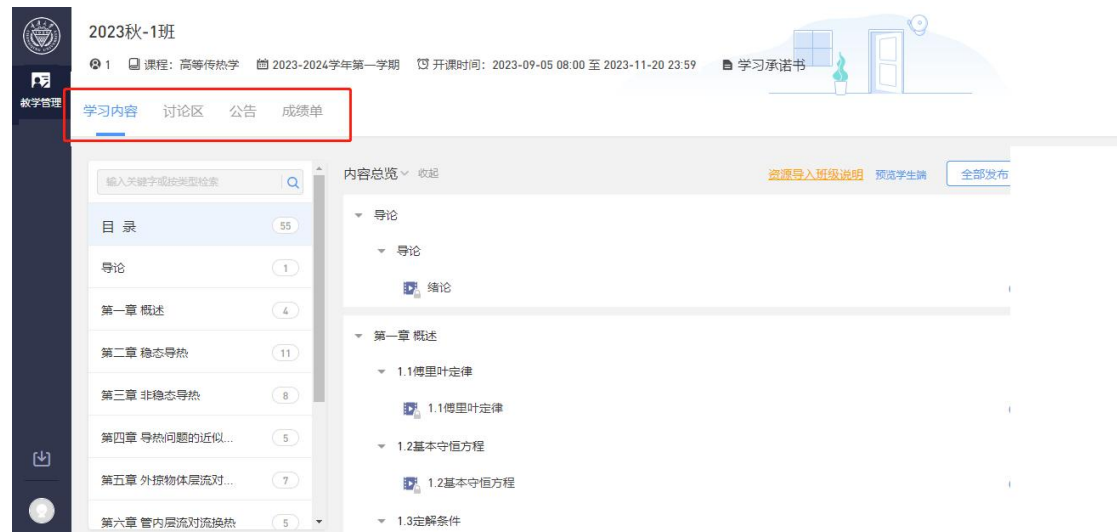 2023秋-1班
1 课程：高等传热学 2023-2024学年第一学期 开课时间：2023-09-05 08:00 至 2023-11-20 23:59 学习承诺书
教学管理
学习内容 讨论区 公告 成绩单
输入关键字或按类型检索
内容总览 收起 资源导入班级说明 预览学生端 全部发布
目 录 55
导论
导论 1
导论
绪论
第一章 概述 4
第一章 概述
第二章 稳态导热 11
1.1傅里叶定律
第三章 非稳态导热 8
1.1傅里叶定律
第四章 导热问题的近似... 5
1.2基本守恒方程
第五章 外掠物体层流对... 7
1.2基本守恒方程
第六章 管内层流对流换热 5
1.3定解条件